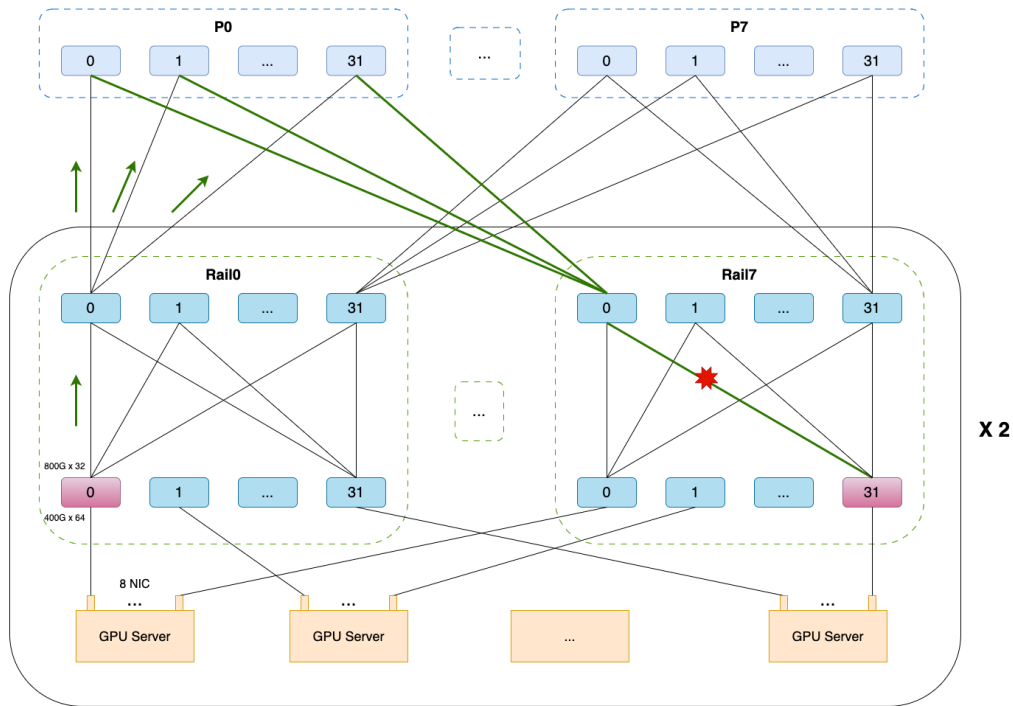 P0
P7
0
1
...
31
...
0
1
...
31
Rail0
Rail7
0
1
...
31
0
1
...
31
...
X 2
800G x 32
0
1
...
31
0
1
...
31
400G x 64
8 NIC
...
...
...
GPU Server
GPU Server
...
GPU Server